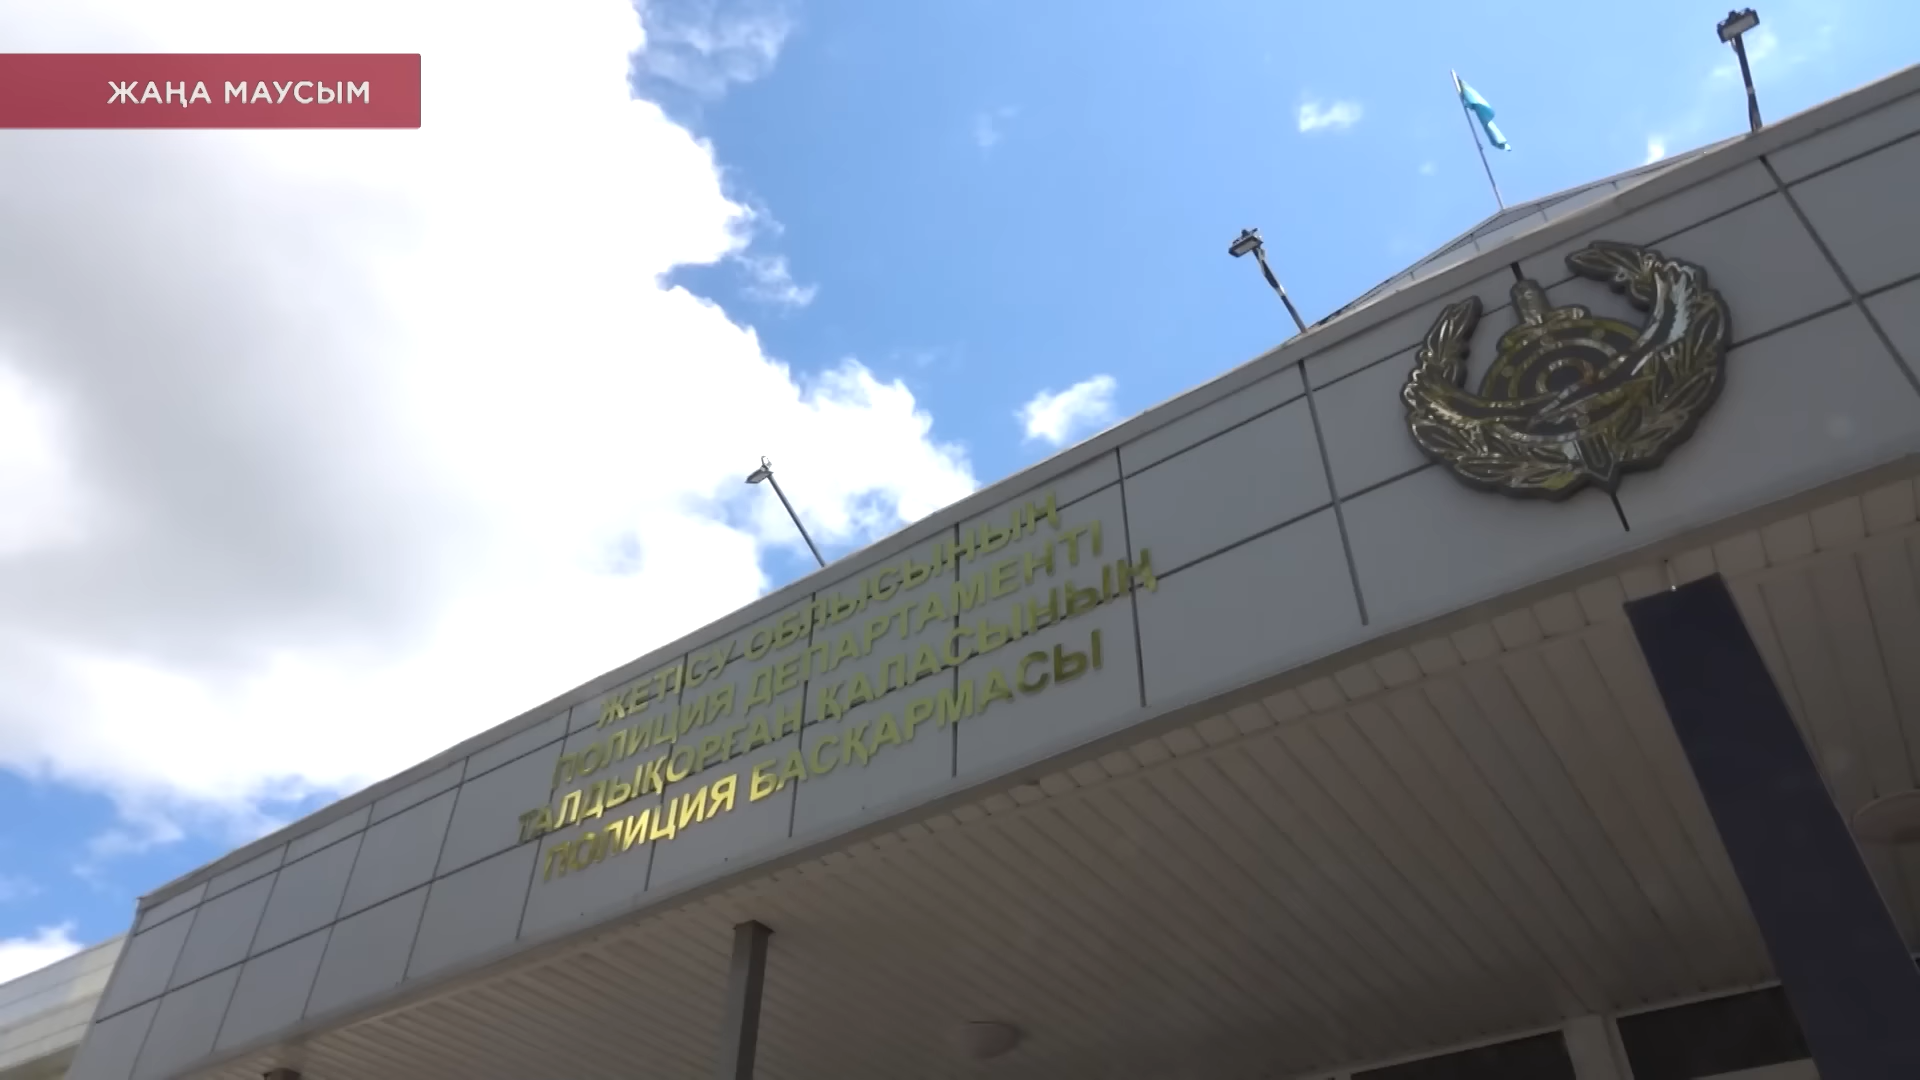 ЖАҢА МАУСЫМ
ЖЕТІСУ ОБЛЫСЫНЫҢ
ПОЛИЦИЯ ДЕПАРТАМЕНТІ
ТАЛДЫҚОРҒАН ҚАЛАСЫНЫҢ
ПОЛИЦИЯ БАСҚАРМАСЫ